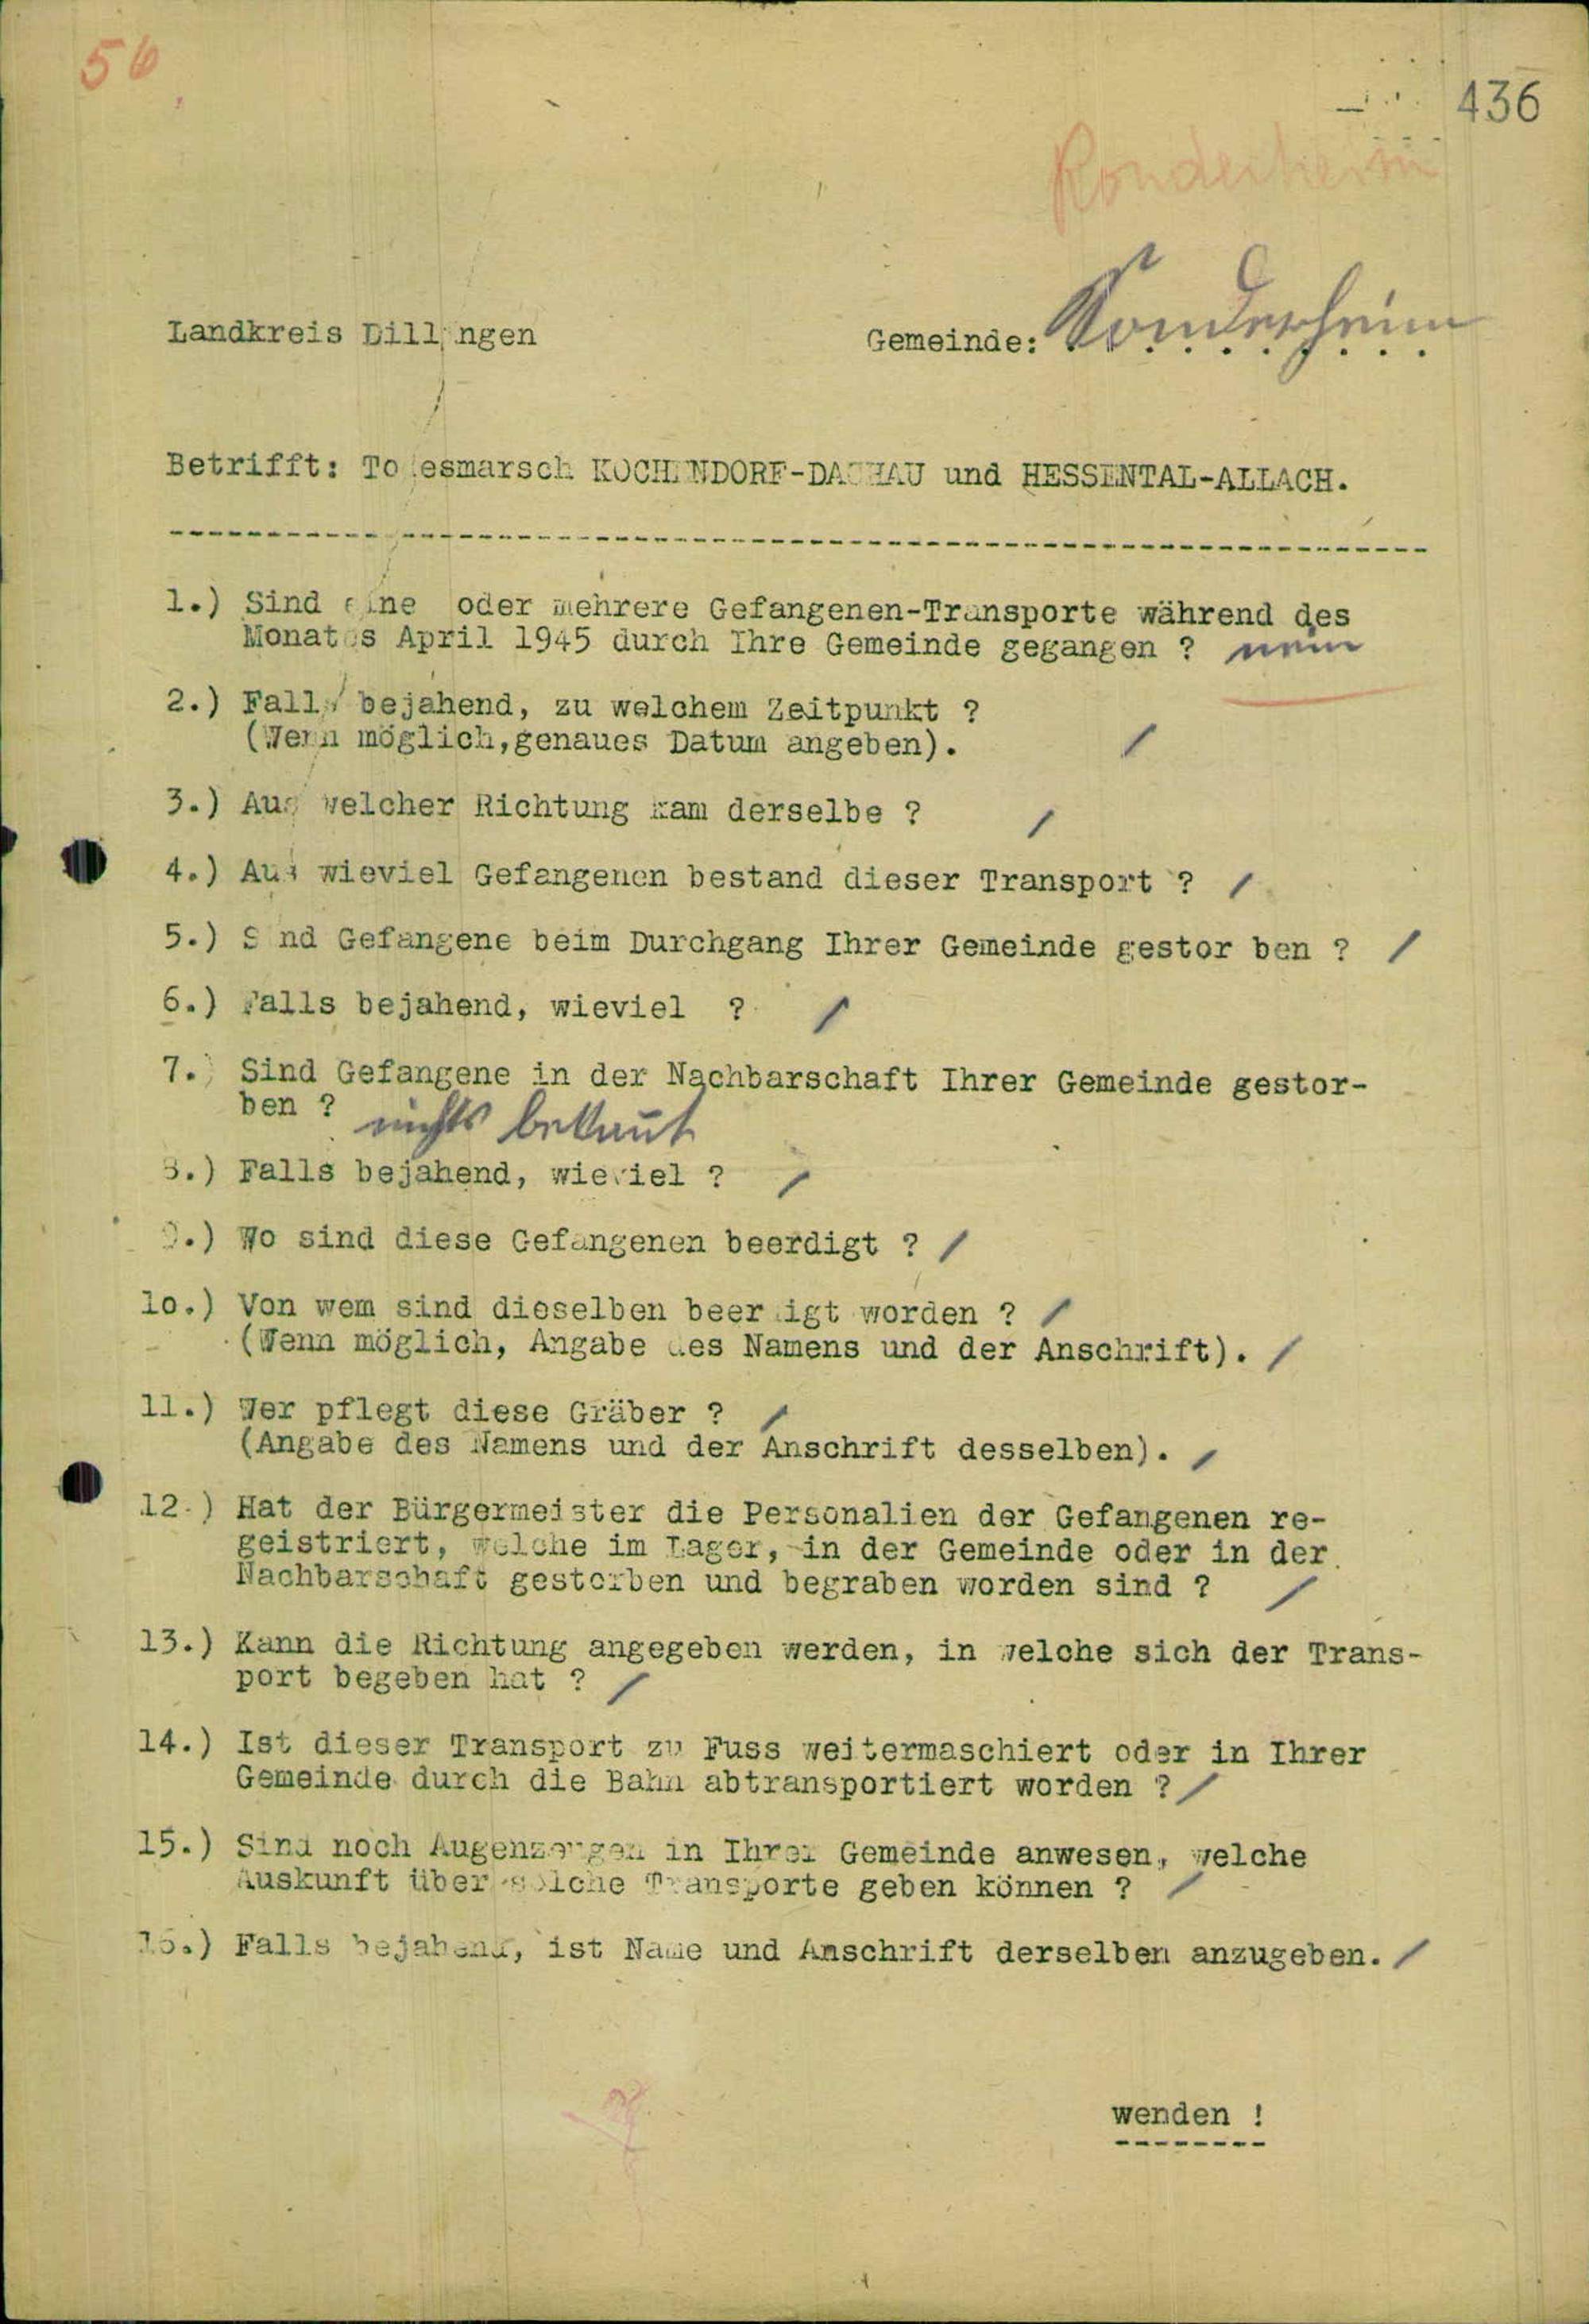 56
436
Landkreis Dillingen
Gemeinde: Sonderheim
Betrifft: Todesmarsch KOCHENDORF-DACHAU und HESSENTAL-ALLACH.
1.) Sind eine oder mehrere Gefangenen-Transporte während des
Monates April 1945 durch Ihre Gemeinde gegangen ? nein
2.) Falls bejahend, zu welchem Zeitpunkt ?
(Wenn möglich,genaues Datum angeben). /
3.) Aus welcher Richtung kam derselbe ? /
4.) Aus wieviel Gefangenen bestand dieser Transport ? /
5.) Sind Gefangene beim Durchgang Ihrer Gemeinde gestor ben ? /
6.) Falls bejahend, wieviel ? /
7.) Sind Gefangene in der Nachbarschaft Ihrer Gemeinde gestor-
ben ? nichts bekannt
8.) Falls bejahend, wieviel ? /
9.) Wo sind diese Gefangenen beerdigt ? /
1o.) Von wem sind dieselben beerdigt worden ? /
(Wenn möglich, Angabe des Namens und der Anschrift). /
11.) Wer pflegt diese Gräber ? /
(Angabe des Namens und der Anschrift desselben). /
12.) Hat der Bürgermeister die Personalien der Gefangenen re-
geistriert, welche im Lager, in der Gemeinde oder in der
Nachbarschaft gestorben und begraben worden sind ? /
13.) Kann die Richtung angegeben werden, in welche sich der Trans-
port begeben hat ? /
14.) Ist dieser Transport zu Fuss weitermaschiert oder in Ihrer
Gemeinde durch die Bahn abtransportiert worden ? /
15.) Sind noch Augenzeugen in Ihrer Gemeinde anwesen, welche
Auskunft über solche Transporte geben können ? /
16.) Falls bejahend, ist Name und Anschrift derselben anzugeben. /
wenden !